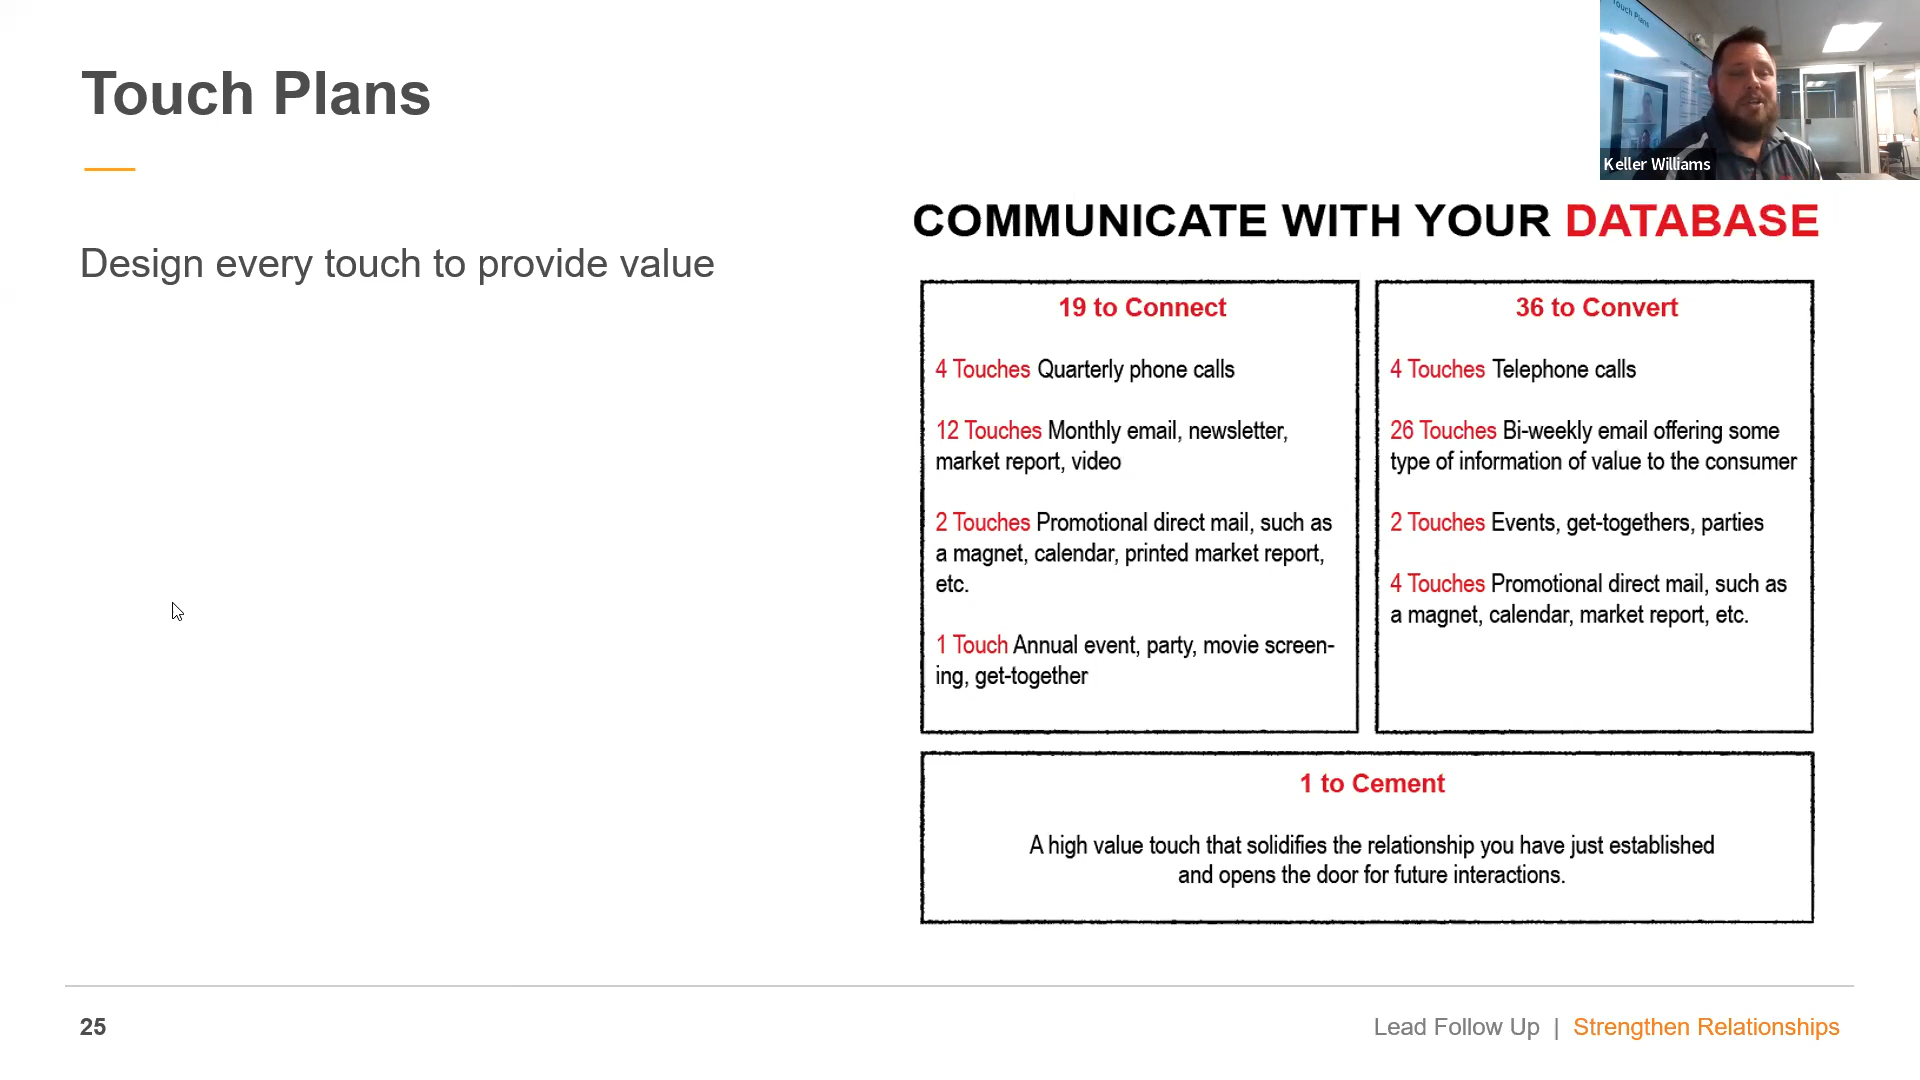 Touch Plans
Touch Plans
Keller Williams
Design every touch to provide value
COMMUNICATE WITH YOUR DATABASE
19 to Connect
4 Touches Quarterly phone calls
12 Touches Monthly email, newsletter,
market report, video
2 Touches Promotional direct mail, such as
a magnet, calendar, printed market report,
etc.
1 Touch Annual event, party, movie screen-
ing, get-together
36 to Convert
4 Touches Telephone calls
26 Touches Bi-weekly email offering some
type of information of value to the consumer
2 Touches Events, get-togethers, parties
4 Touches Promotional direct mail, such as
a magnet, calendar, market report, etc.
1 to Cement
A high value touch that solidifies the relationship you have just established
and opens the door for future interactions.
25
Lead Follow Up | Strengthen Relationships